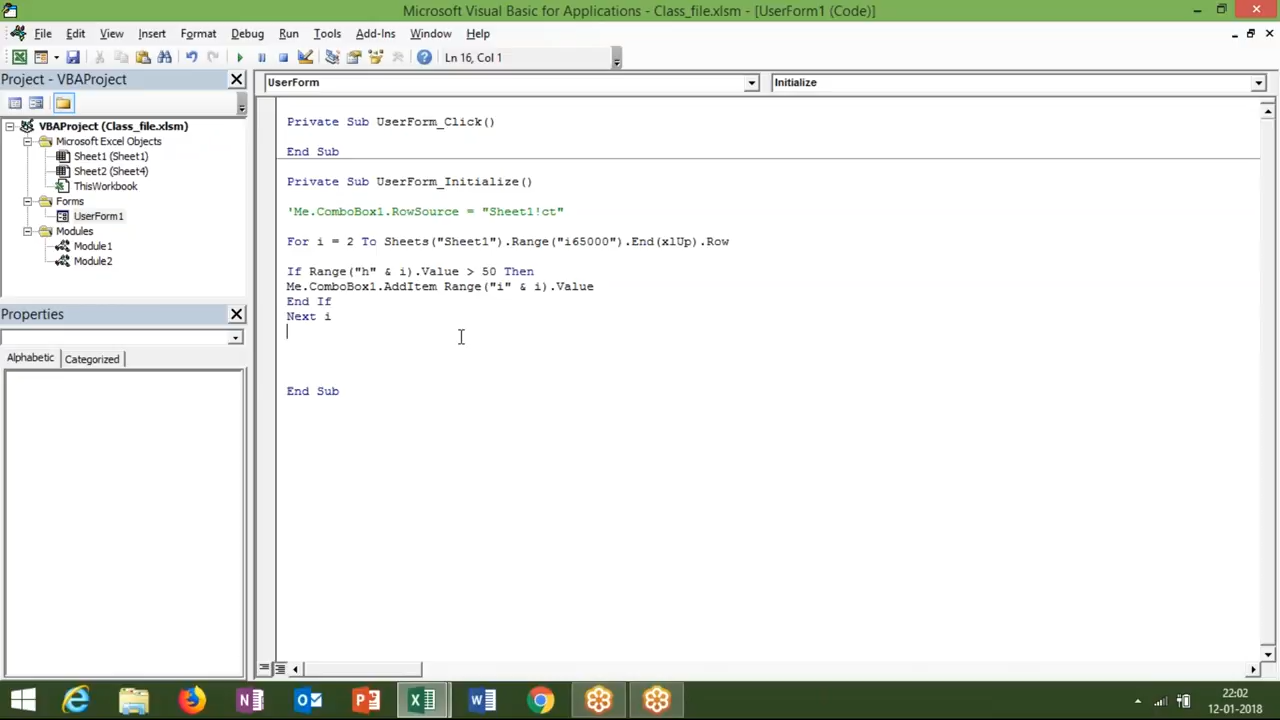 Microsoft Visual Basic for Applications - Class_file.xlsm - [UserForm1 (Code)]
File Edit View Insert Format Debug Run Tools Add-Ins Window Help
Ln 16, Col 1
Project - VBAProject
VBAProject (Class_file.xlsm)
Microsoft Excel Objects
Sheet1 (Sheet1)
Sheet2 (Sheet4)
ThisWorkbook
Forms
UserForm1
Modules
Module1
Module2
Properties
Alphabetic Categorized
UserForm Initialize
Private Sub UserForm_Click()
End Sub
Private Sub UserForm_Initialize()
'Me.ComboBox1.RowSource = "Sheet1!ct"
For i = 2 To Sheets("Sheet1").Range("i65000").End(xlUp).Row
If Range("h" & i).Value > 50 Then
Me.ComboBox1.AddItem Range("i" & i).Value
End If
Next i
End Sub
22:02
12-01-2018